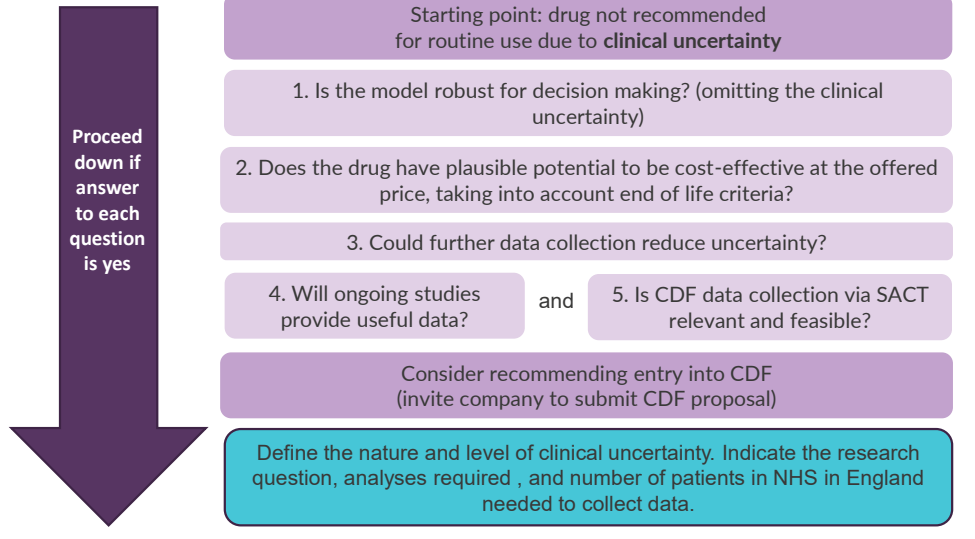 Proceed
down if
answer
to each
question
is yes
Starting point: drug not recommended
for routine use due to clinical uncertainty
1. Is the model robust for decision making? (omitting the clinical
uncertainty)
2. Does the drug have plausible potential to be cost-effective at the offered
price, taking into account end of life criteria?
3. Could further data collection reduce uncertainty?
4. Will ongoing studies
provide useful data?
and
5. Is CDF data collection via SACT
relevant and feasible?
Consider recommending entry into CDF
(invite company to submit CDF proposal)
Define the nature and level of clinical uncertainty. Indicate the research
question, analyses required , and number of patients in NHS in England
needed to collect data.